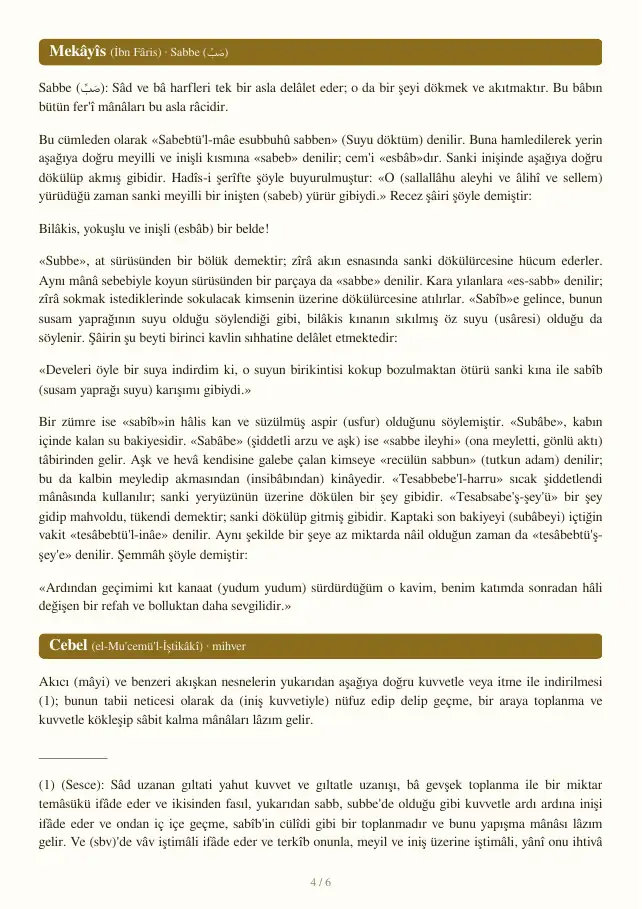 Mekâyîs (İbn Fâris) · Sabbe (صَبَّ)
Sabbe (صَبَّ): Sâd ve bâ harfleri tek bir asla delâlet eder; o da bir şeyi dökmek ve akıtmaktır. Bu bâbın
bütün fer'î mânâları bu asla râcidir.
Bu cümleden olarak «Sabebtü'l-mâe esubbuhû sabben» (Suyu döktüm) denilir. Buna hamledilerek yerin
aşağıya doğru meyilli ve inişli kısmına «sabeb» denilir; cem'i «esbâb»dır. Sanki inişinde aşağıya doğru
dökülüp akmış gibidir. Hadîs-i şerîfte şöyle buyurulmuştur: «O (sallallâhu aleyhi ve âlihî ve sellem)
yürüdüğü zaman sanki meyilli bir inişten (sabeb) yürür gibiydi.» Recez şâiri şöyle demiştir:
Bilâkis, yokuşlu ve inişli (esbâb) bir belde!
«Subbe», at sürüsünden bir bölük demektir; zîrâ akın esnasında sanki dökülürcesine hücum ederler.
Aynı mânâ sebebiyle koyun sürüsünden bir parçaya da «sabbe» denilir. Kara yılanlara «es-sabb» denilir;
zîrâ sokmak istediklerinde sokulacak kimsenin üzerine dökülürcesine atılırlar. «Sabîb»e gelince, bunun
susam yaprağının suyu olduğu söylendiği gibi, bilâkis kınanın sıkılmış öz suyu (usâresi) olduğu da
söylenir. Şâirin şu beyti birinci kavlin sıhhatine delâlet etmektedir:
«Develeri öyle bir suya indirdim ki, o suyun birikintisi kokup bozulmaktan ötürü sanki kına ile sabîb
(susam yaprağı suyu) karışımı gibiydi.»
Bir zümre ise «sabîb»in hâlis kan ve süzülmüş aspir (usfur) olduğunu söylemiştir. «Subâbe», kabın
içinde kalan su bakiyesidir. «Sabâbe» (şiddetli arzu ve aşk) ise «sabbe ileyhi» (ona meyletti, gönlü aktı)
tâbirinden gelir. Aşk ve hevâ kendisine galebe çalan kimseye «recülün sabbun» (tutkun adam) denilir;
bu da kalbin meyledip akmasından (insibâbından) kinâyedir. «Tesabbebe'l-harru» sıcak şiddetlendi
mânâsında kullanılır; sanki yeryüzünün üzerine dökülen bir şey gibidir. «Tesabsabe'ş-şey'ü» bir şey
gidip mahvoldu, tükendi demektir; sanki dökülüp gitmiş gibidir. Kaptaki son bakiyeyi (subâbeyi) içtiğin
vakit «tesâbebtü'l-inâe» denilir. Aynı şekilde bir şeye az miktarda nâil olduğun zaman da «tesâbebtü'ş-
şey'e» denilir. Şemmâh şöyle demiştir:
«Ardından geçimimi kıt kanaat (yudum yudum) sürdürdüğüm o kavim, benim katımda sonradan hâli
değişen bir refah ve bolluktan daha sevgilidir.»
Cebel (el-Mu'cemü'l-İştikâkî) · mihver
Akıcı (mâyi) ve benzeri akışkan nesnelerin yukarıdan aşağıya doğru kuvvetle veya itme ile indirilmesi
(1); bunun tabii neticesi olarak da (iniş kuvvetiyle) nüfuz edip delip geçme, bir araya toplanma ve
kuvvetle kökleşip sâbit kalma mânâları lâzım gelir.
(1) (Sesce): Sâd uzanan gıltati yahut kuvvet ve gıltatle uzanışı, bâ gevşek toplanma ile bir miktar
temâsükü ifâde eder ve ikisinden fasıl, yukarıdan sabb, subbe'de olduğu gibi kuvvetle ardı ardına inişi
ifâde eder ve ondan iç içe geçme, sabîb'in cülîdi gibi bir toplanmadır ve bunu yapışma mânâsı lâzım
gelir. Ve (sbv)'de vâv iştimâli ifâde eder ve terkîb onunla, meyil ve iniş üzerine iştimâli, yânî onu ihtivâ
4 / 6